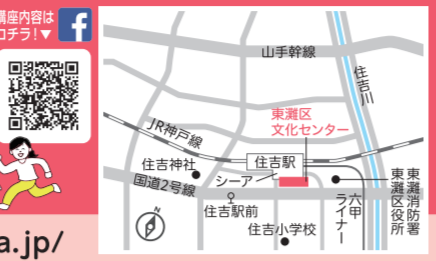 講座内容は
コチラ!▼
f
山手幹線
住吉川
東灘区
文化センター
JR神戸線
住吉神社
住吉駅
シーア
国道2号線
住吉駅前
六甲
ライナー
東灘消防署
東灘区役所
住吉小学校
N
a.jp/